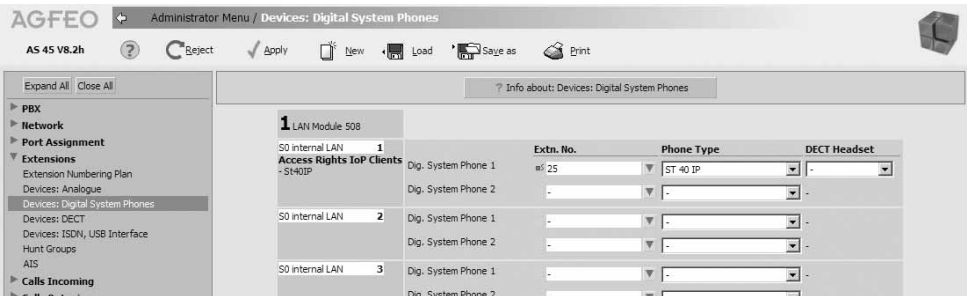 AGFEO Administrator Menu / Devices: Digital System Phones
AS 45 V8.2h ? Reject Apply New Load Save as Print
Expand All Close All
? Info about: Devices: Digital System Phones
PBX
Network
Port Assignment
Extensions
Extension Numbering Plan
Devices: Analogue
Devices: Digital System Phones
Devices: DECT
Devices: ISDN, USB Interface
Hunt Groups
AIS
Calls Incoming
1 LAN Module 508
Extn. No. Phone Type DECT Headset
S0 internal LAN 1
Access Rights IoP Clients
- St40IP
Dig. System Phone 1 25 ST 40 IP -
Dig. System Phone 2 - - -
S0 internal LAN 2 Dig. System Phone 1 - - -
Dig. System Phone 2 - - -
S0 internal LAN 3 Dig. System Phone 1 - - -
Dig. System Phone 2